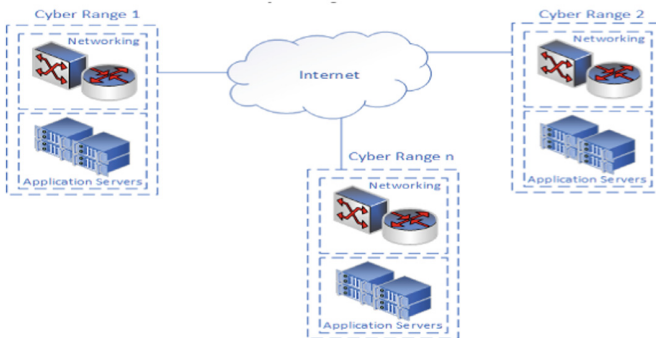 Cyber Range 1
Networking
Application Servers
Internet
Cyber Range 2
Networking
Application Servers
Cyber Range n
Networking
Application Servers